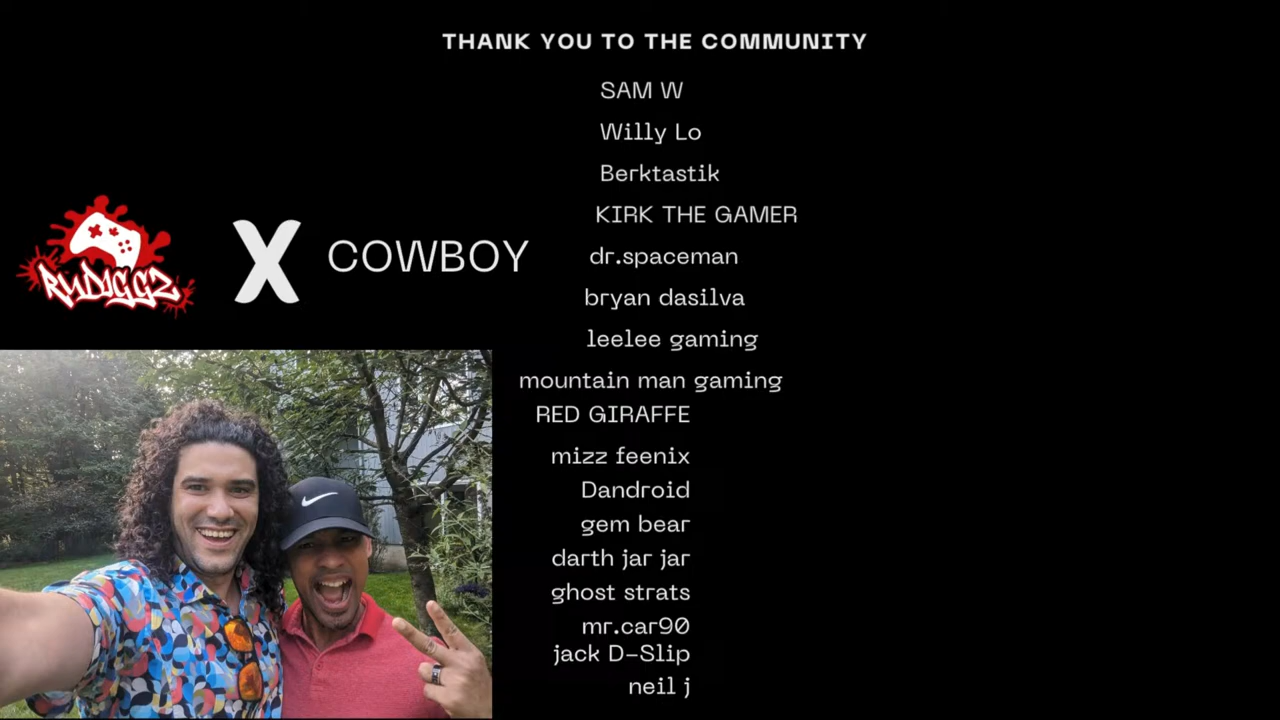 THANK YOU TO THE COMMUNITY
SAM W
Willy Lo
Berktastik
KIRK THE GAMER
RUDIGGZ
X COWBOY
dr.spaceman
bryan dasilva
leelee gaming
mountain man gaming
RED GIRAFFE
mizz feenix
Dandroid
gem bear
darth jar jar
ghost strats
mr.car90
jack D-Slip
neil j